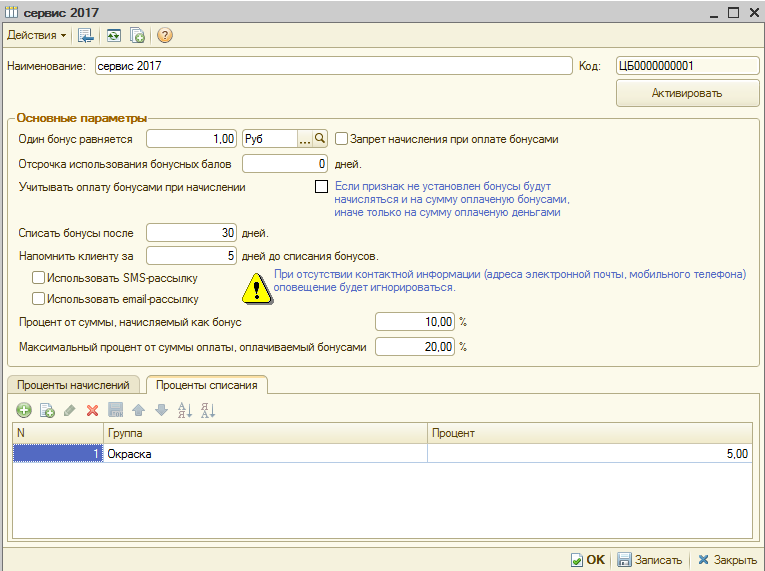 сервис 2017
Действия
Наименование: сервис 2017 Код: ЦБ0000000001
Активировать
Основные параметры
Один бонус равняется 1,00 Руб ... Запрет начисления при оплате бонусами
Отсрочка использования бонусных балов 0 дней.
Учитывать оплату бонусами при начислении Если признак не установлен бонусы будут
начисляться и на сумму оплаченую бонусами,
иначе только на сумму оплаченую деньгами
Списать бонусы после 30 дней.
Напомнить клиенту за 5 дней до списания бонусов.
Использовать SMS-рассылку При отсутствии контактной информации (адреса электронной почты, мобильного телефона)
оповещение будет игнорироваться.
Использовать email-рассылку
Процент от суммы, начисляемый как бонус 10,00 %
Максимальный процент от суммы оплаты, оплачиваемый бонусами 20,00 %
Проценты начислений Проценты списания
N Группа Процент
1 Окраска 5,00
OK Записать Закрыть